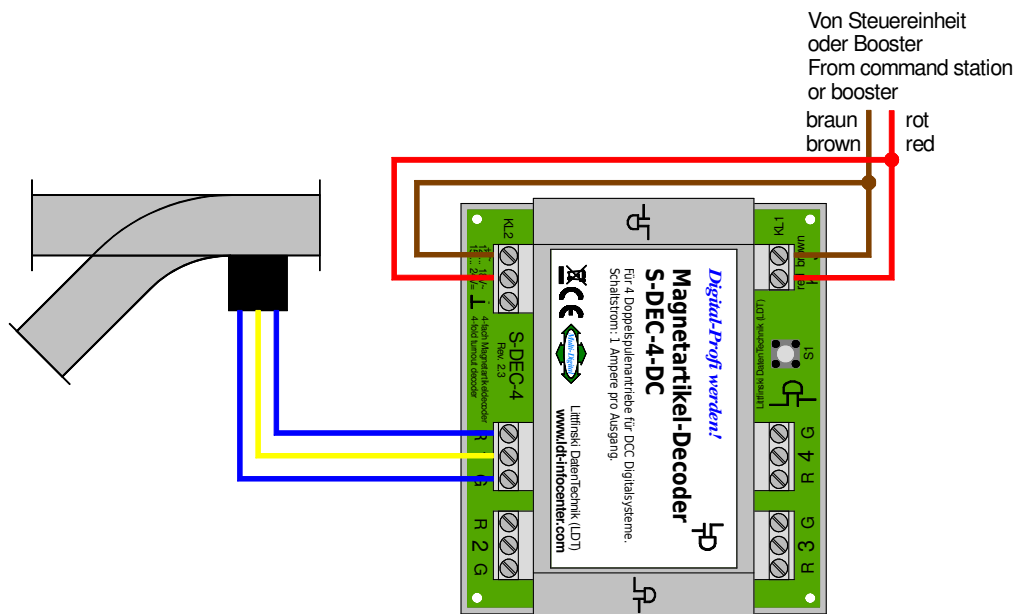 Von Steuereinheit
oder Booster
From command station
or booster
braun rot
brown red
KL2
KL1
4-fach Magnetartikeldecoder
4-fold turnout decoder
S-DEC-4
Rev. 2.3
R
G
R 2 G
Digital-Profi werden!
Magnetartikel-Decoder
S-DEC-4-DC
Für 4 Doppelspulenantriebe für DCC Digitalsysteme.
Schaltstrom: 1 Ampere pro Ausgang.
CE
Multi-Digital
Littfinski DatenTechnik (LDT)
www.ldt-infocenter.com
red brown
Littfinski DatenTechnik (LDT)
S1
R 4 G
R 3 G